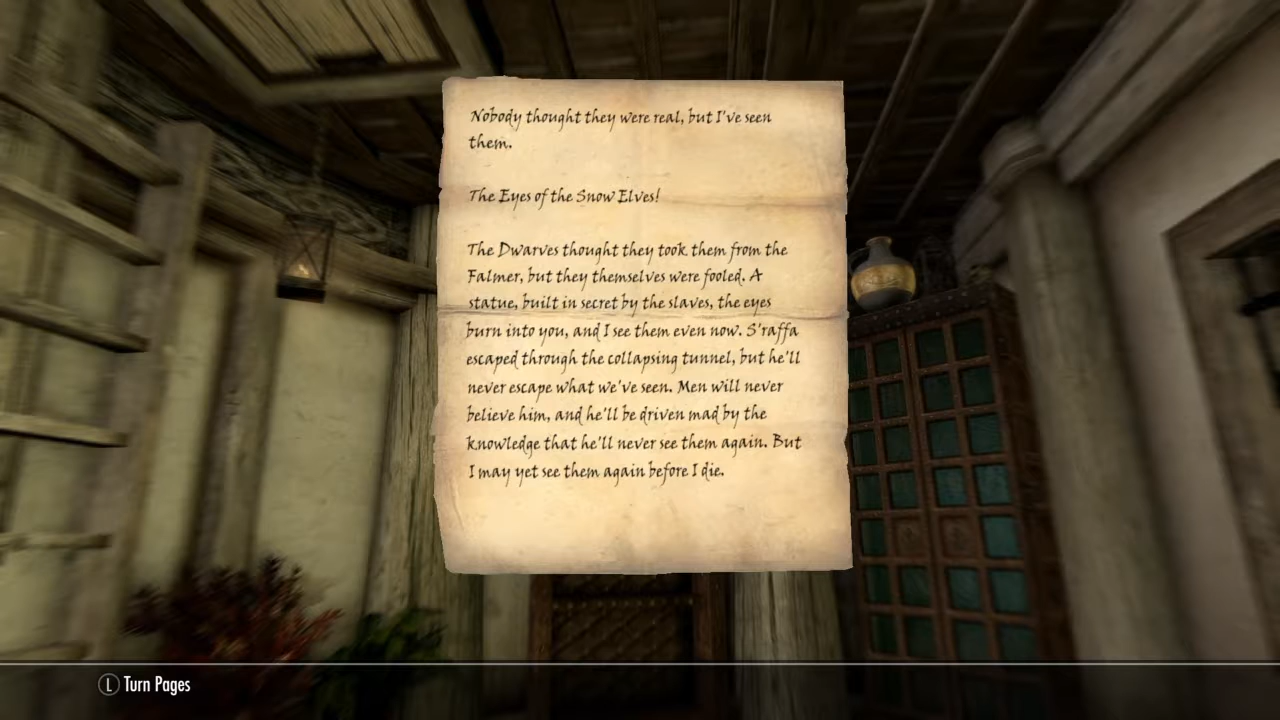 Nobody thought they were real, but I've seen
them.
The Eyes of the Snow Elves!
The Dwarves thought they took them from the
Falmer, but they themselves were fooled. A
statue, built in secret by the slaves, the eyes
burn into you, and I see them even now. S'raffa
escaped through the collapsing tunnel, but he'll
never escape what we've seen. Men will never
believe him, and he'll be driven mad by the
knowledge that he'll never see them again. But
I may yet see them again before I die.
L Turn Pages